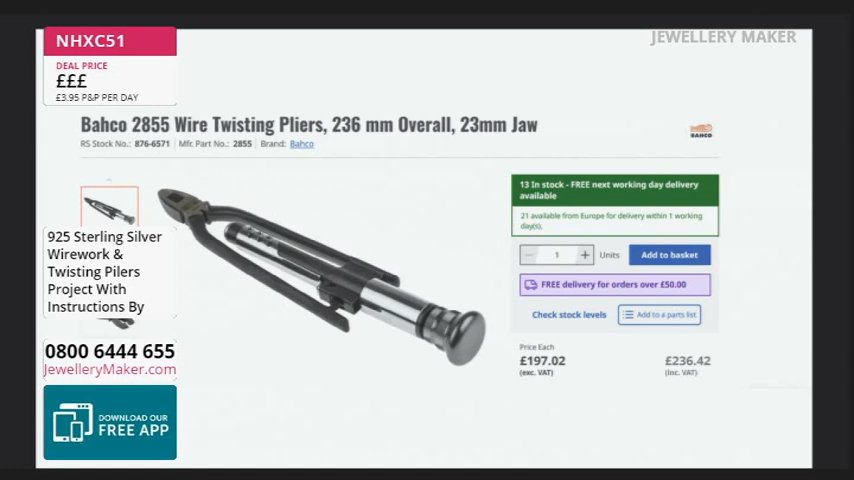 NHXC51
DEAL PRICE
£££
£3.95 P&P PER DAY
JEWELLERY MAKER
Bahco 2855 Wire Twisting Pliers, 236 mm Overall, 23mm Jaw
RS Stock No.: 876-6571 | Mfr. Part No.: 2855 | Brand: Bahco
BAHCO
13 In stock - FREE next working day delivery
available
21 available from Europe for delivery within 1 working
day(s).
1 Units Add to basket
FREE delivery for orders over £50.00
Check stock levels Add to a parts list
Price Each
£197.02 £236.42
(exc. VAT) (inc. VAT)
925 Sterling Silver
Wirework &
Twisting Pilers
Project With
Instructions By
0800 6444 655
JewelleryMaker.com
DOWNLOAD OUR
FREE APP